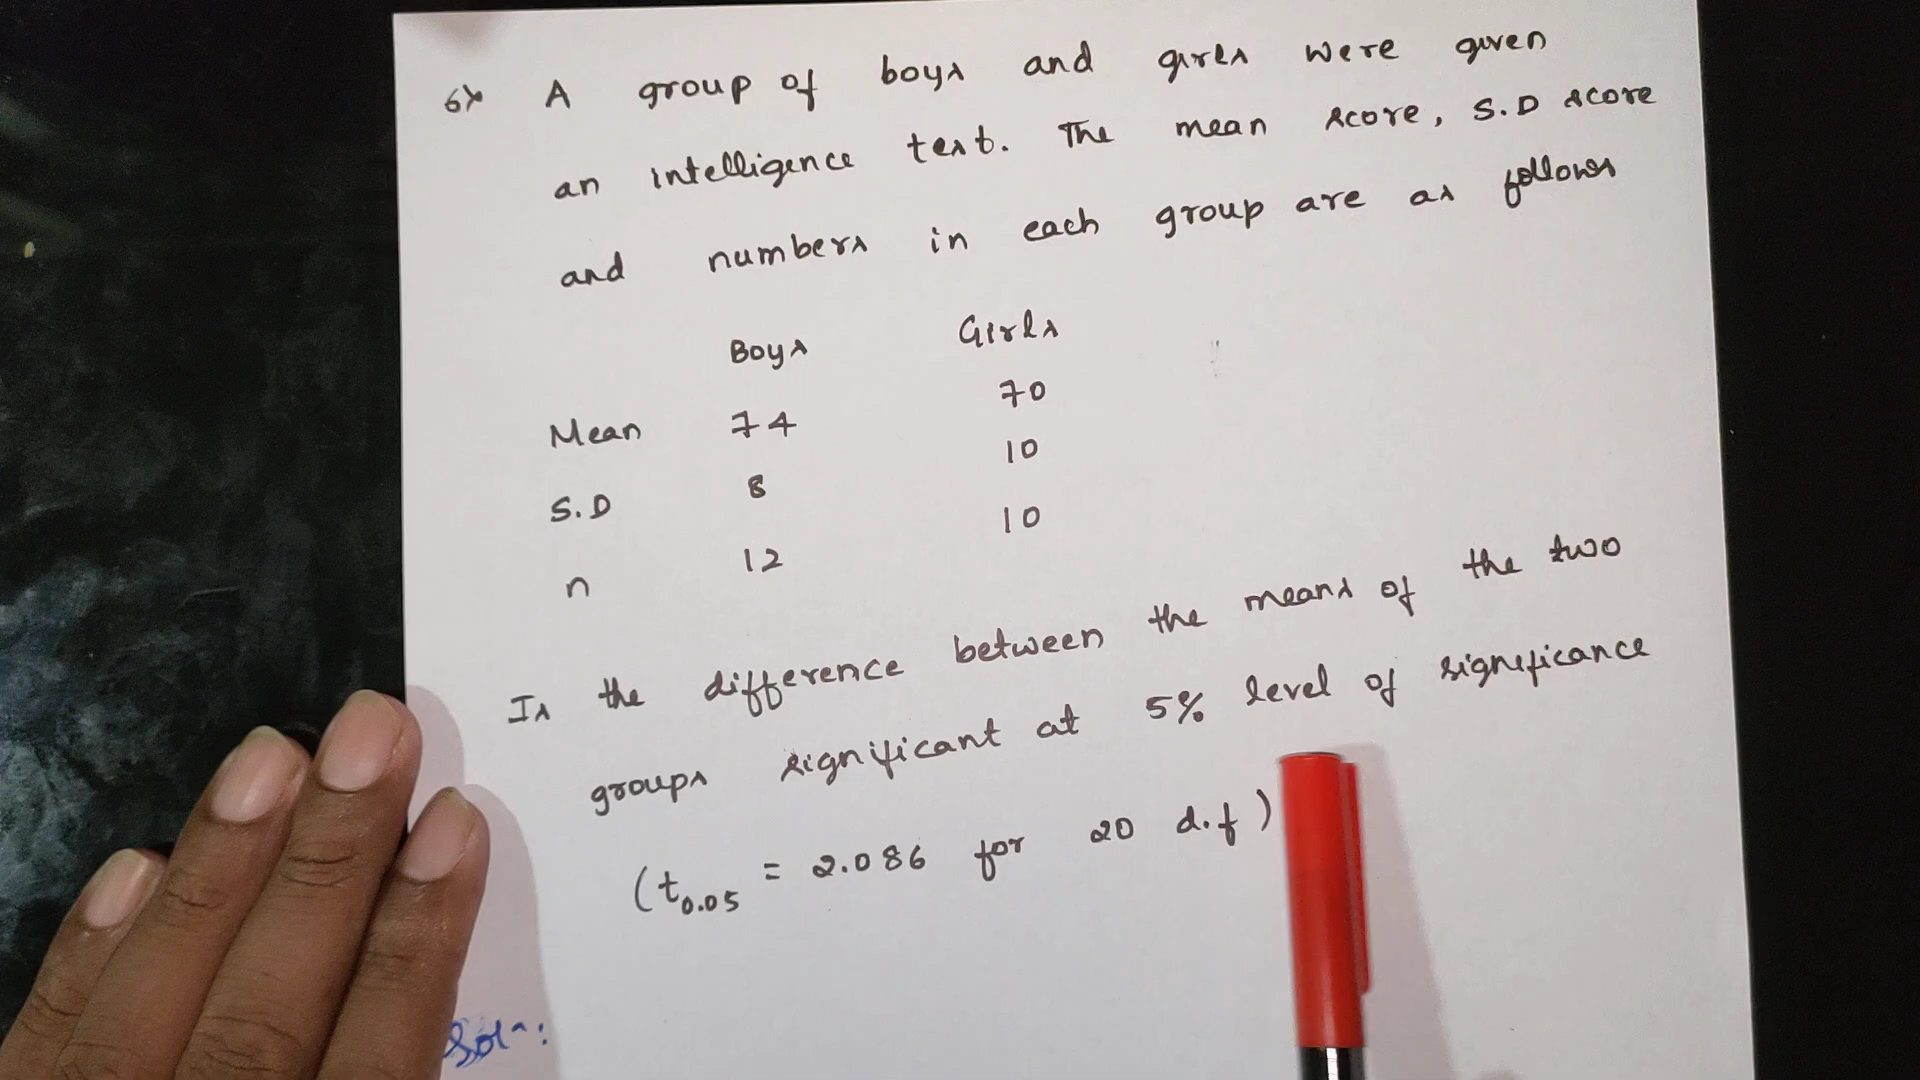 6) A group of boys and girls were given
an intelligence test. The mean score, S.D score
and numbers in each group are as follows
Boys Girls
Mean 74 70
S.D 8 10
n 12 10
Is the difference between the means of the two
groups significant at 5% level of significance
(t0.05 = 2.086 for 20 d.f)
Soln: